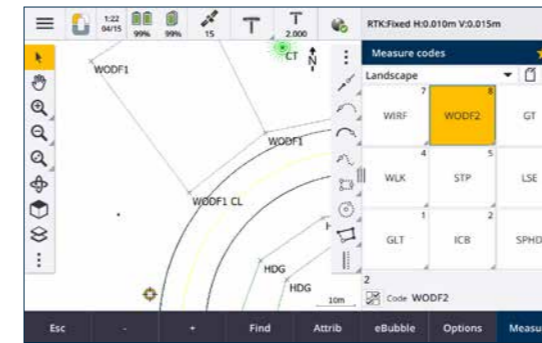 1:22
04/15
99%
99%
15
2.000
RTK:Fixed H:0.010m V:0.015m
Measure codes
Landscape
7
WIRF
8
WODF2
GT
4
WLK
5
STP
LSE
1
GLT
2
ICB
SPHD
2
Code WODF2
WODF1
CT
N
WODF1
WODF1 CL
HDG
HDG
H
10m
Esc
-
+
Find
Attrib
eBubble
Options
Measu